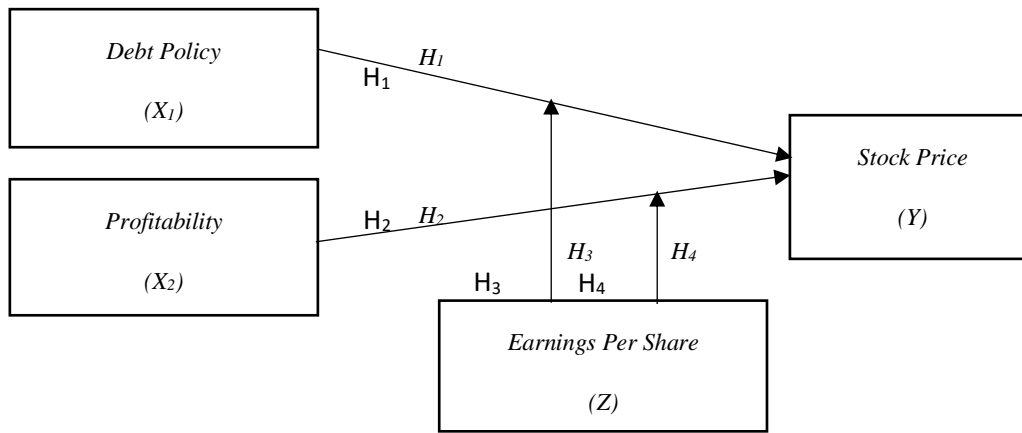 Debt Policy
(X₁)
H₁
H₁
Stock Price
(Y)
Profitability
(X₂)
H₂
H₂
H₃
H₄
H₃
H₄
Earnings Per Share
(Z)